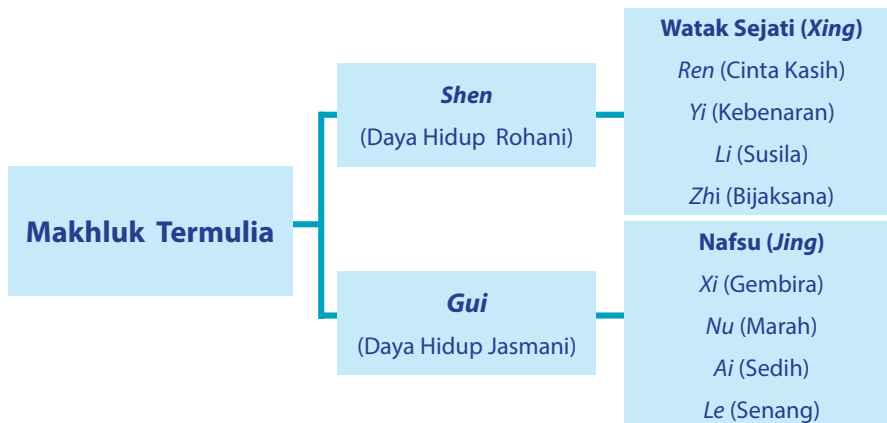 Makhluk Termulia
Shen
(Daya Hidup Rohani)
Watak Sejati (Xing)
Ren (Cinta Kasih)
Yi (Kebenaran)
Li (Susila)
Zhi (Bijaksana)
Gui
(Daya Hidup Jasmani)
Nafsu (Jing)
Xi (Gembira)
Nu (Marah)
Ai (Sedih)
Le (Senang)